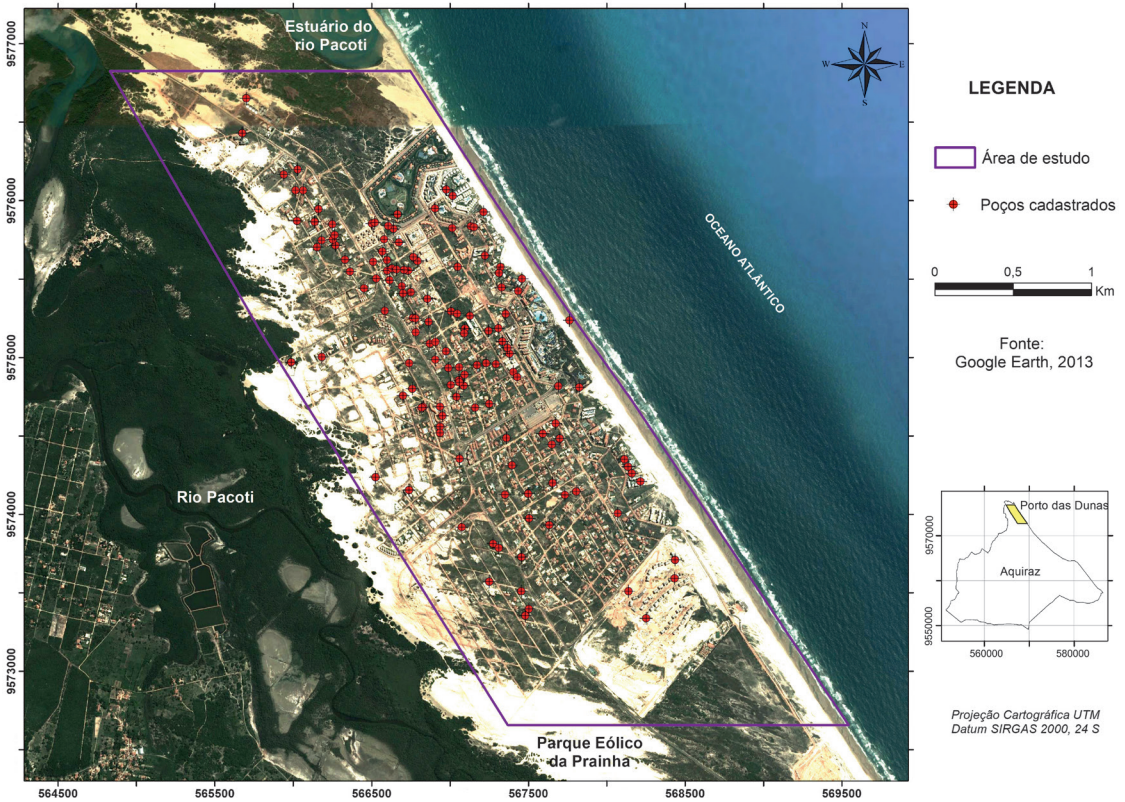 Estuário do
rio Pacoti
N
W
E
S
OCEANO ATLÂNTICO
Rio Pacoti
Parque Eólico
da Prainha
9577000
9576000
9575000
9574000
9573000
564500
565500
566500
567500
568500
569500
LEGENDA
Área de estudo
Poços cadastrados
0
0,5
1
Km
Fonte:
Google Earth, 2013
Porto das Dunas
Aquiraz
9570000
9550000
560000
580000
Projeção Cartográfica UTM
Datum SIRGAS 2000, 24 S